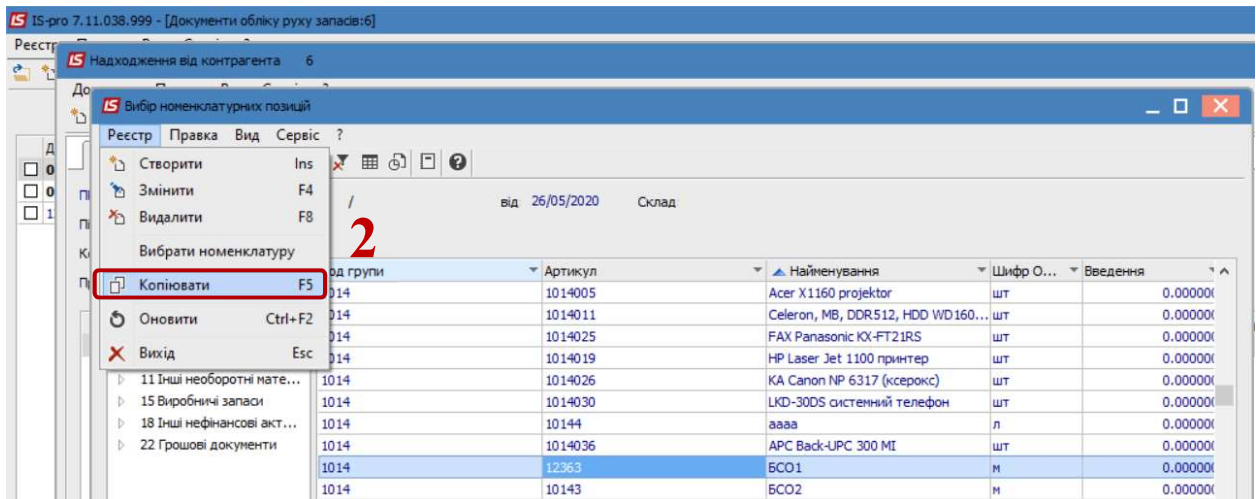 IS-pro 7.11.038.999 - [Документи обліку руху запасів:6]
Реєстр
Надходження від контрагента 6
До
Вибір номенклатурних позицій
Реєстр Правка Вид Сервіс ?
Створити Ins
Змінити F4
Видалити F8
Вибрати номенклатуру
Копіювати F5
Оновити Ctrl+F2
Вихід Esc
2
/ від 26/05/2020 Склад
од групи Артикул Найменування Шифр О... Введення
014 1014005 Acer X1160 projektor шт 0.00000
014 1014011 Celeron, MB, DDR512, HDD WD160... шт 0.00000
014 1014025 FAX Panasonic KX-FT21RS шт 0.00000
014 1014019 HP Laser Jet 1100 принтер шт 0.00000
11 Інші необоротні мате... 1014 1014026 KA Canon NP 6317 (ксерокс) шт 0.00000
15 Виробничі запаси 1014 1014030 LKD-30DS системний телефон шт 0.00000
18 Інші нефінансові акт... 1014 10144 аааа л 0.00000
22 Грошові документи 1014 1014036 АРС Back-UPC 300 MI шт 0.00000
1014 12363 БСО1 м 0.00000
1014 10143 БСО2 м 0.00000